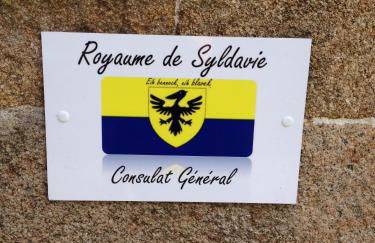 Royaume de Syldavie
Eih bennek, eih blavek.
Consulat Général